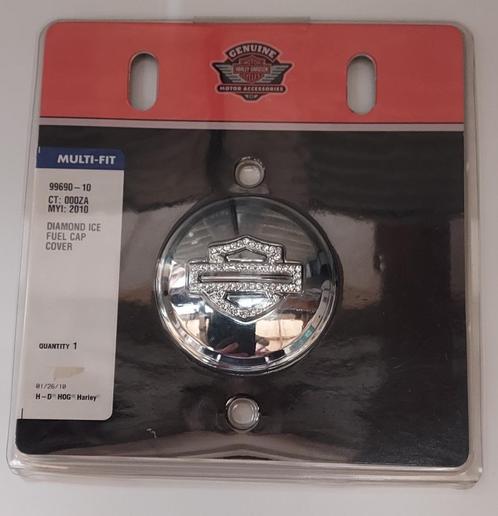 GENUINE
MOTOR
HARLEY-DAVIDSON
MOTOR ACCESSORIES
MULTI-FIT
99690-10
CT: 000ZA
MYI: 2010
DIAMOND ICE
FUEL CAP
COVER
QUANTITY 1
01/26/10
H-D® HOG® Harley®